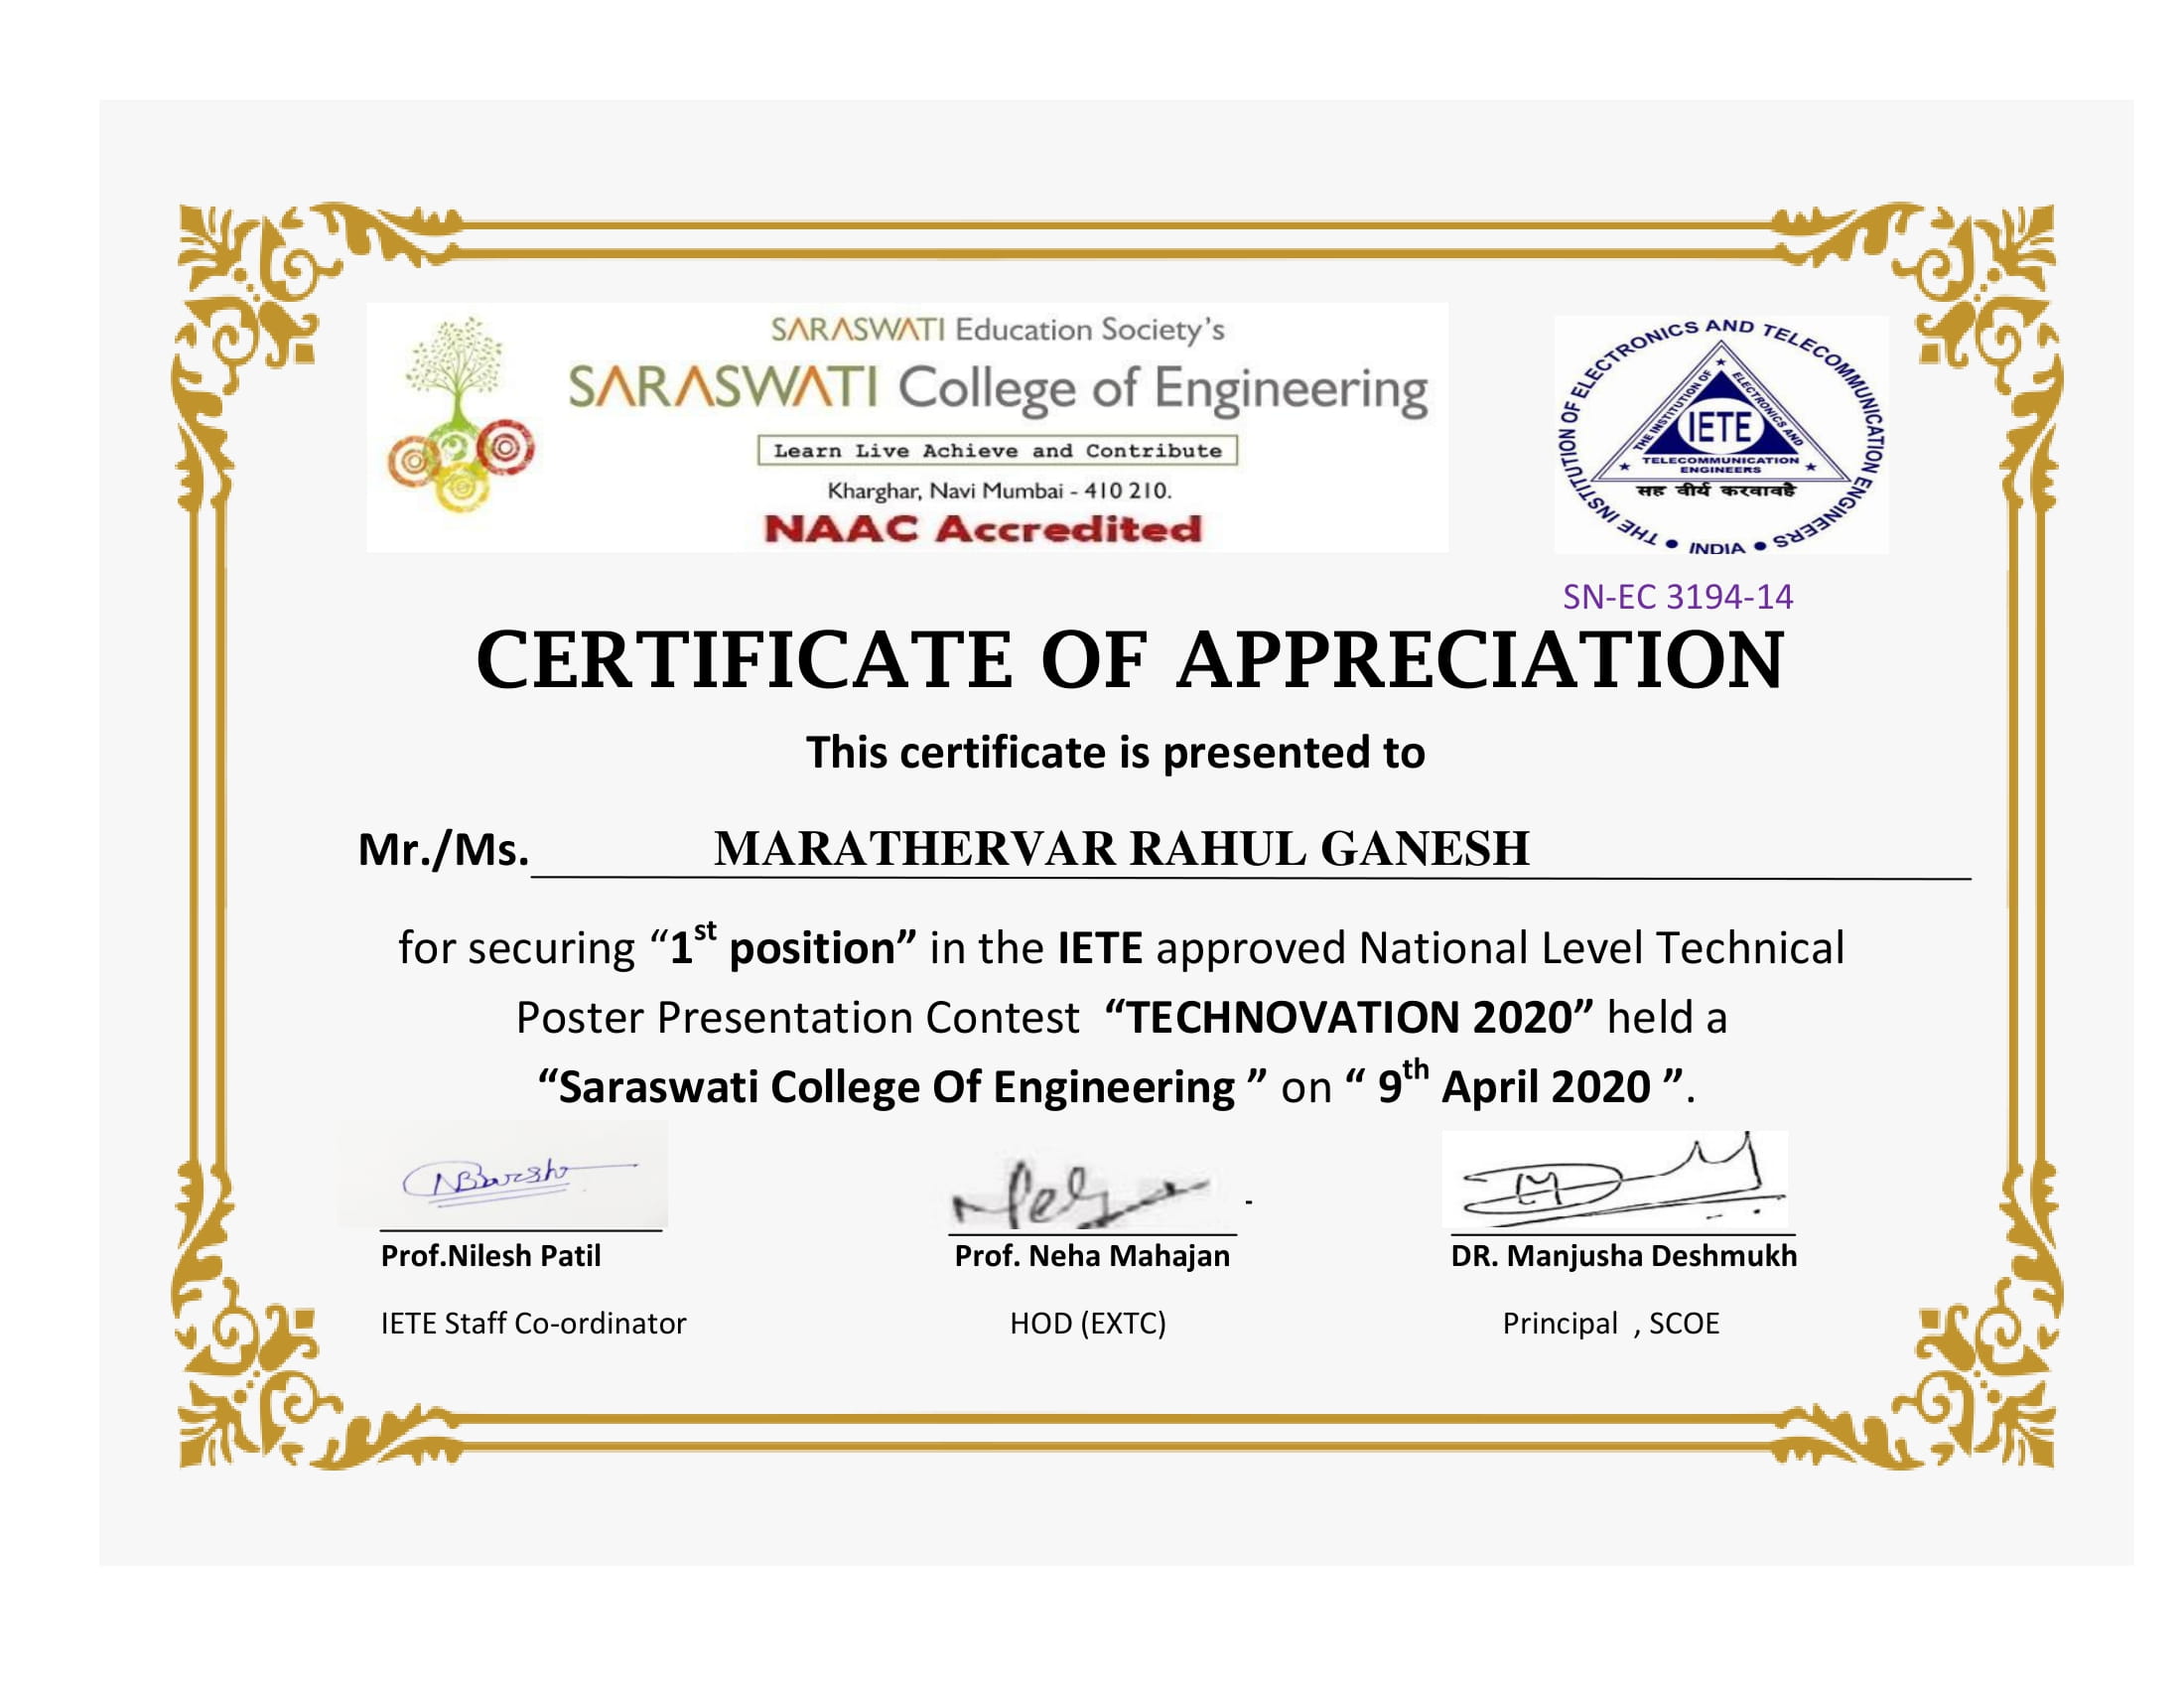 SARASWATI Education Society's
SARASWATI College of Engineering
Learn Live Achieve and Contribute
Kharghar, Navi Mumbai - 410 210.
NAAC Accredited
THE INSTITUTION OF ELECTRONICS AND TELECOMMUNICATION ENGINEERS • INDIA •
THE INSTITUTION OF ELECTRONICS AND
IETE
TELECOMMUNICATION
ENGINEERS
सह वीर्य करवावहै
SN-EC 3194-14
CERTIFICATE OF APPRECIATION
This certificate is presented to
Mr./Ms. MARATHERVAR RAHUL GANESH
for securing “1st position” in the IETE approved National Level Technical
Poster Presentation Contest “TECHNOVATION 2020” held a
“Saraswati College Of Engineering ” on “ 9th April 2020 ”.
-
Prof.Nilesh Patil Prof. Neha Mahajan DR. Manjusha Deshmukh
IETE Staff Co-ordinator HOD (EXTC) Principal , SCOE